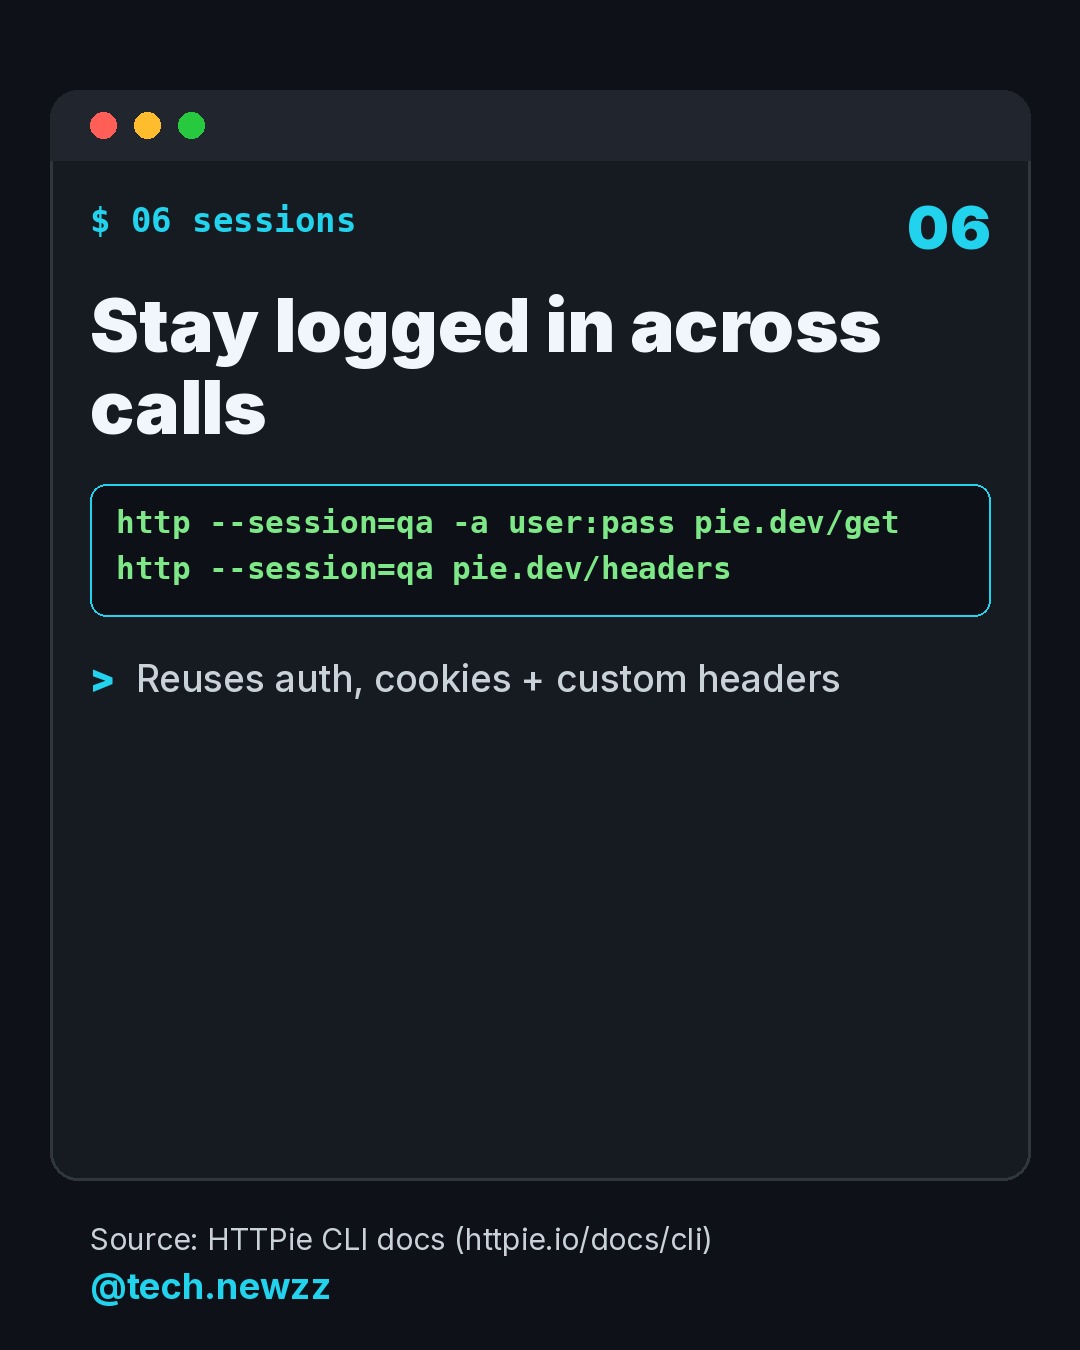 $ 06 sessions
06
Stay logged in across
calls
http --session=qa -a user:pass pie.dev/get
http --session=qa pie.dev/headers
> Reuses auth, cookies + custom headers
Source: HTTPie CLI docs (httpie.io/docs/cli)
@tech.newzz